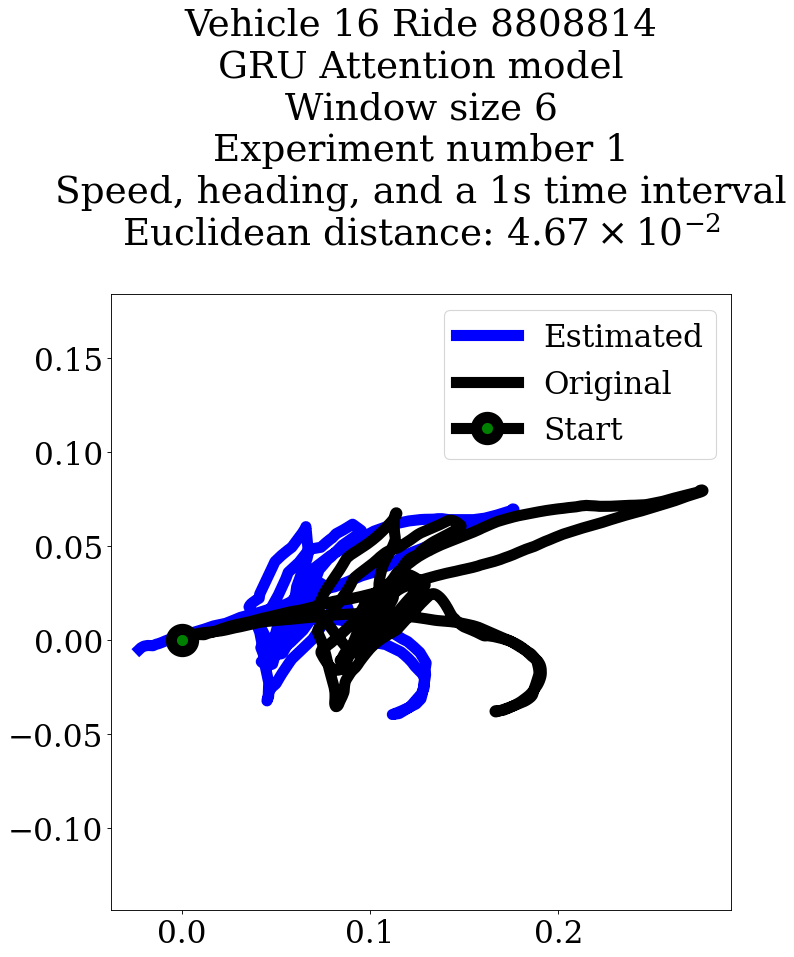 Vehicle 16 Ride 8808814
GRU Attention model
Window size 6
Experiment number 1
Speed, heading, and a 1s time interval
Euclidean distance: 4.67 × 10⁻²
Estimated
Original
Start
0.15
0.10
0.05
0.00
−0.05
−0.10
0.0
0.1
0.2